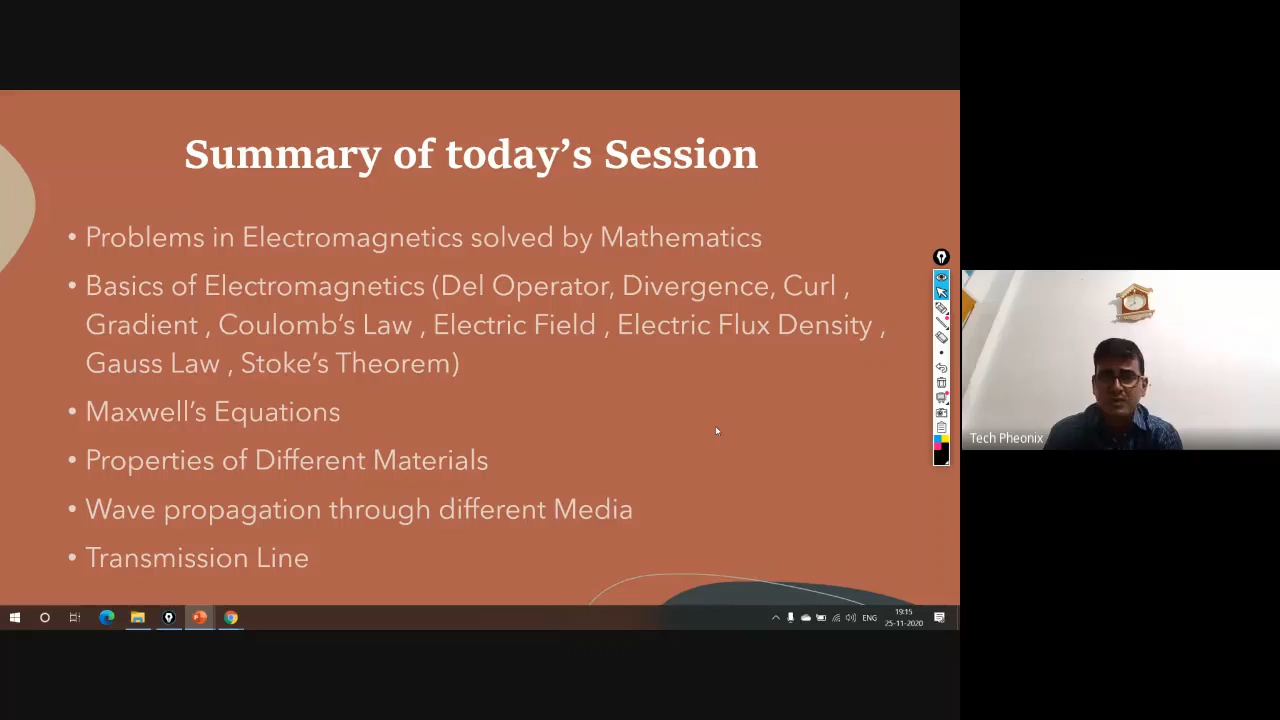 Summary of today's Session
• Problems in Electromagnetics solved by Mathematics
• Basics of Electromagnetics (Del Operator, Divergence, Curl ,
Gradient , Coulomb's Law , Electric Field , Electric Flux Density ,
Gauss Law , Stoke's Theorem)
• Maxwell's Equations
• Properties of Different Materials
• Wave propagation through different Media
• Transmission Line
Tech Pheonix
ENG
19:15
25-11-2020